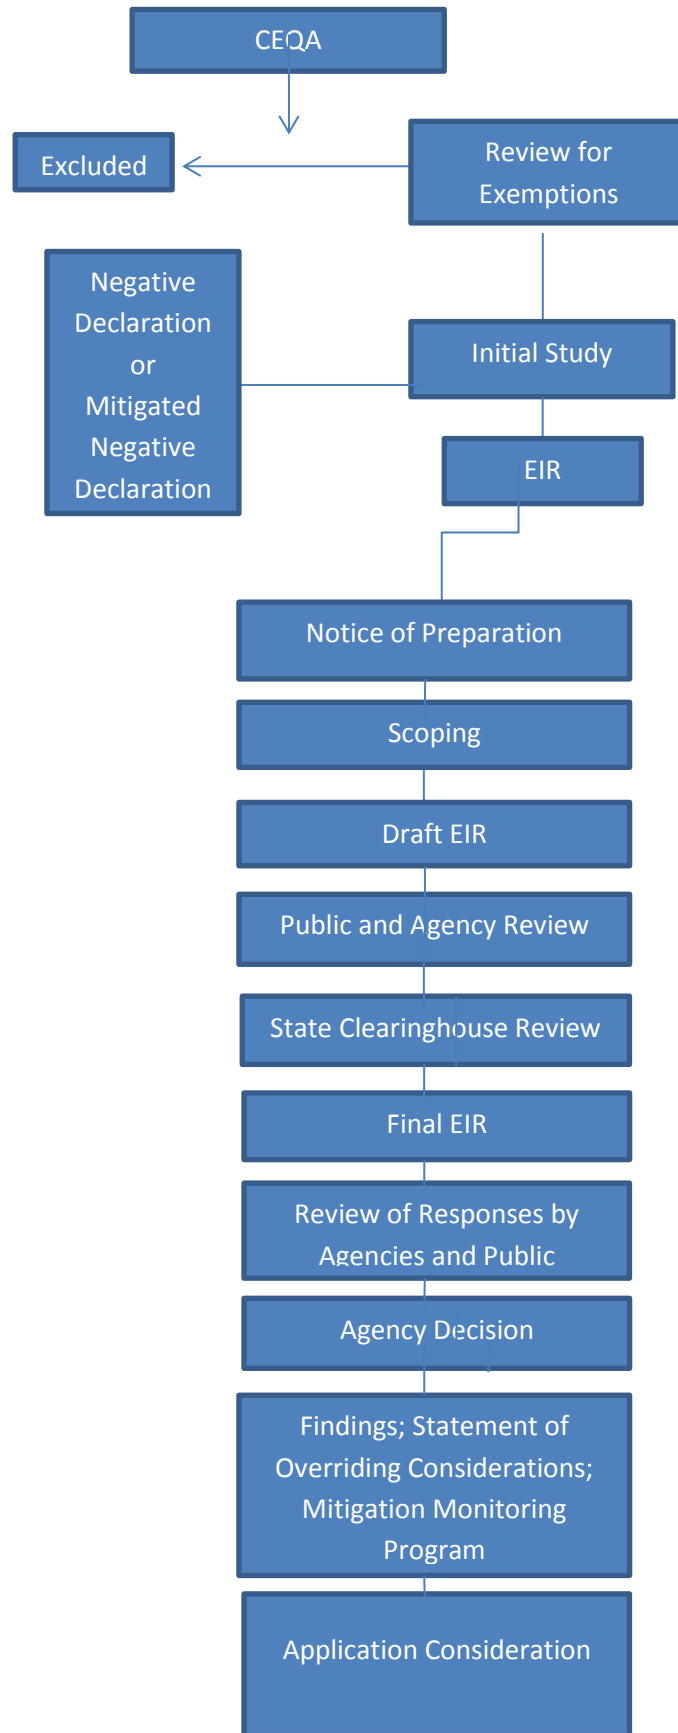 CEQA
Excluded
Review for
Exemptions
Negative
Declaration
or
Mitigated
Negative
Declaration
Initial Study
EIR
Notice of Preparation
Scoping
Draft EIR
Public and Agency Review
State Clearinghouse Review
Final EIR
Review of Responses by
Agencies and Public
Agency Decision
Findings; Statement of
Overriding Considerations;
Mitigation Monitoring
Program
Application Consideration